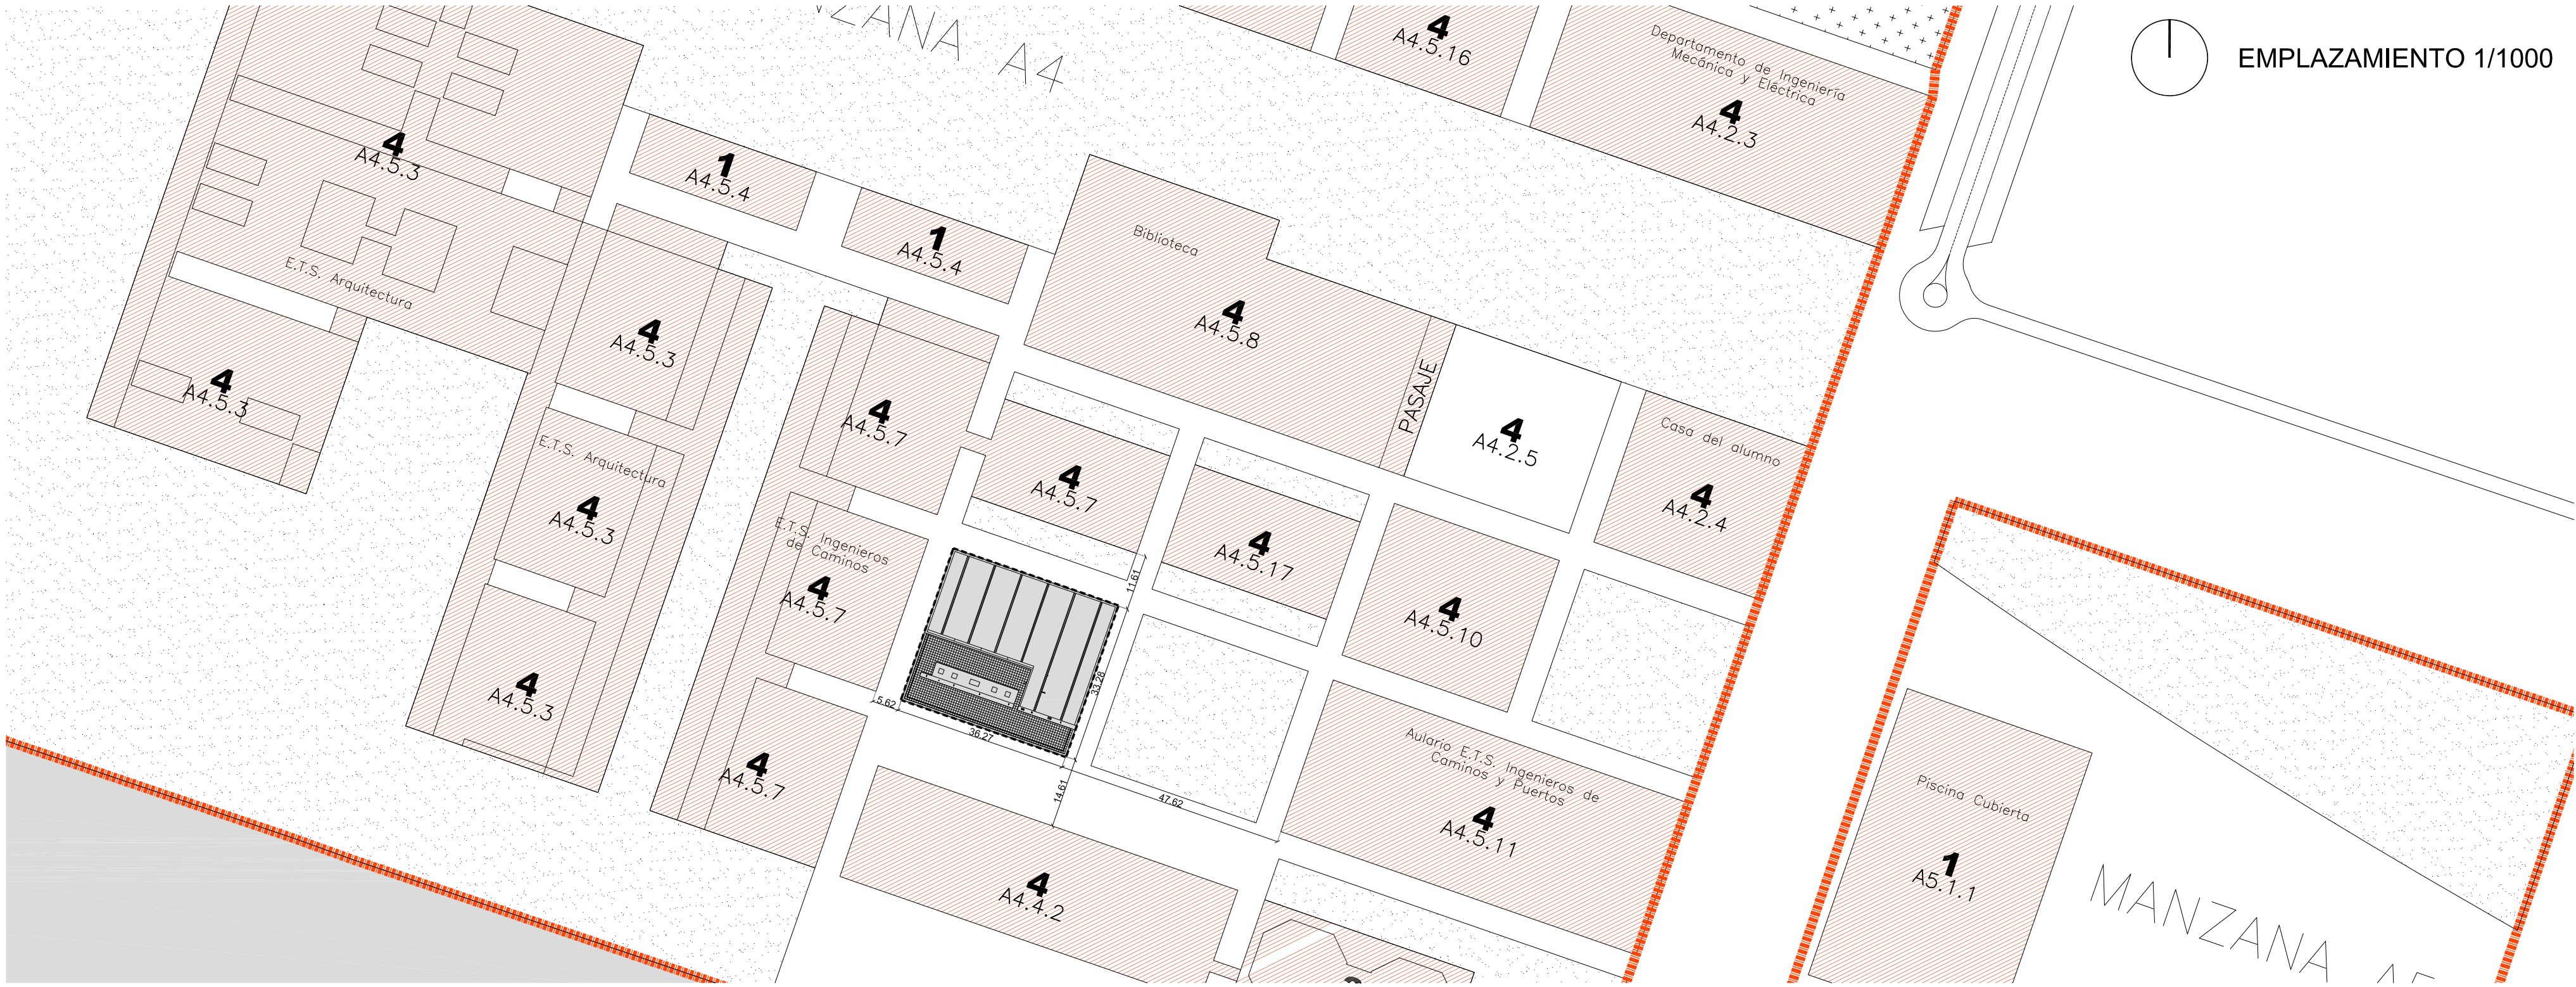 EMPLAZAMIENTO 1/1000
MANZANA A4
4
A4.5.16
Departamento de Ingeniería
Mecánica y Eléctrica
4
A4.2.3
4
A4.5.3
1
A4.5.4
1
A4.5.4
Biblioteca
4
A4.5.8
PASAJE
4
A4.2.5
Casa del alumno
4
A4.2.4
E.T.S. Arquitectura
4
A4.5.3
4
A4.5.3
E.T.S. Arquitectura
4
A4.5.3
4
A4.5.3
4
A4.5.7
4
A4.5.7
4
A4.5.17
4
A4.5.10
E.T.S. Ingenieros
de Caminos
4
A4.5.7
4
A4.5.7
11.61
33.28
5.62
36.27
14.61
47.62
Aulario E.T.S. Ingenieros de
Caminos y Puertos
4
A4.5.11
4
A4.4.2
Piscina Cubierta
1
A5.1.1
MANZANA A5